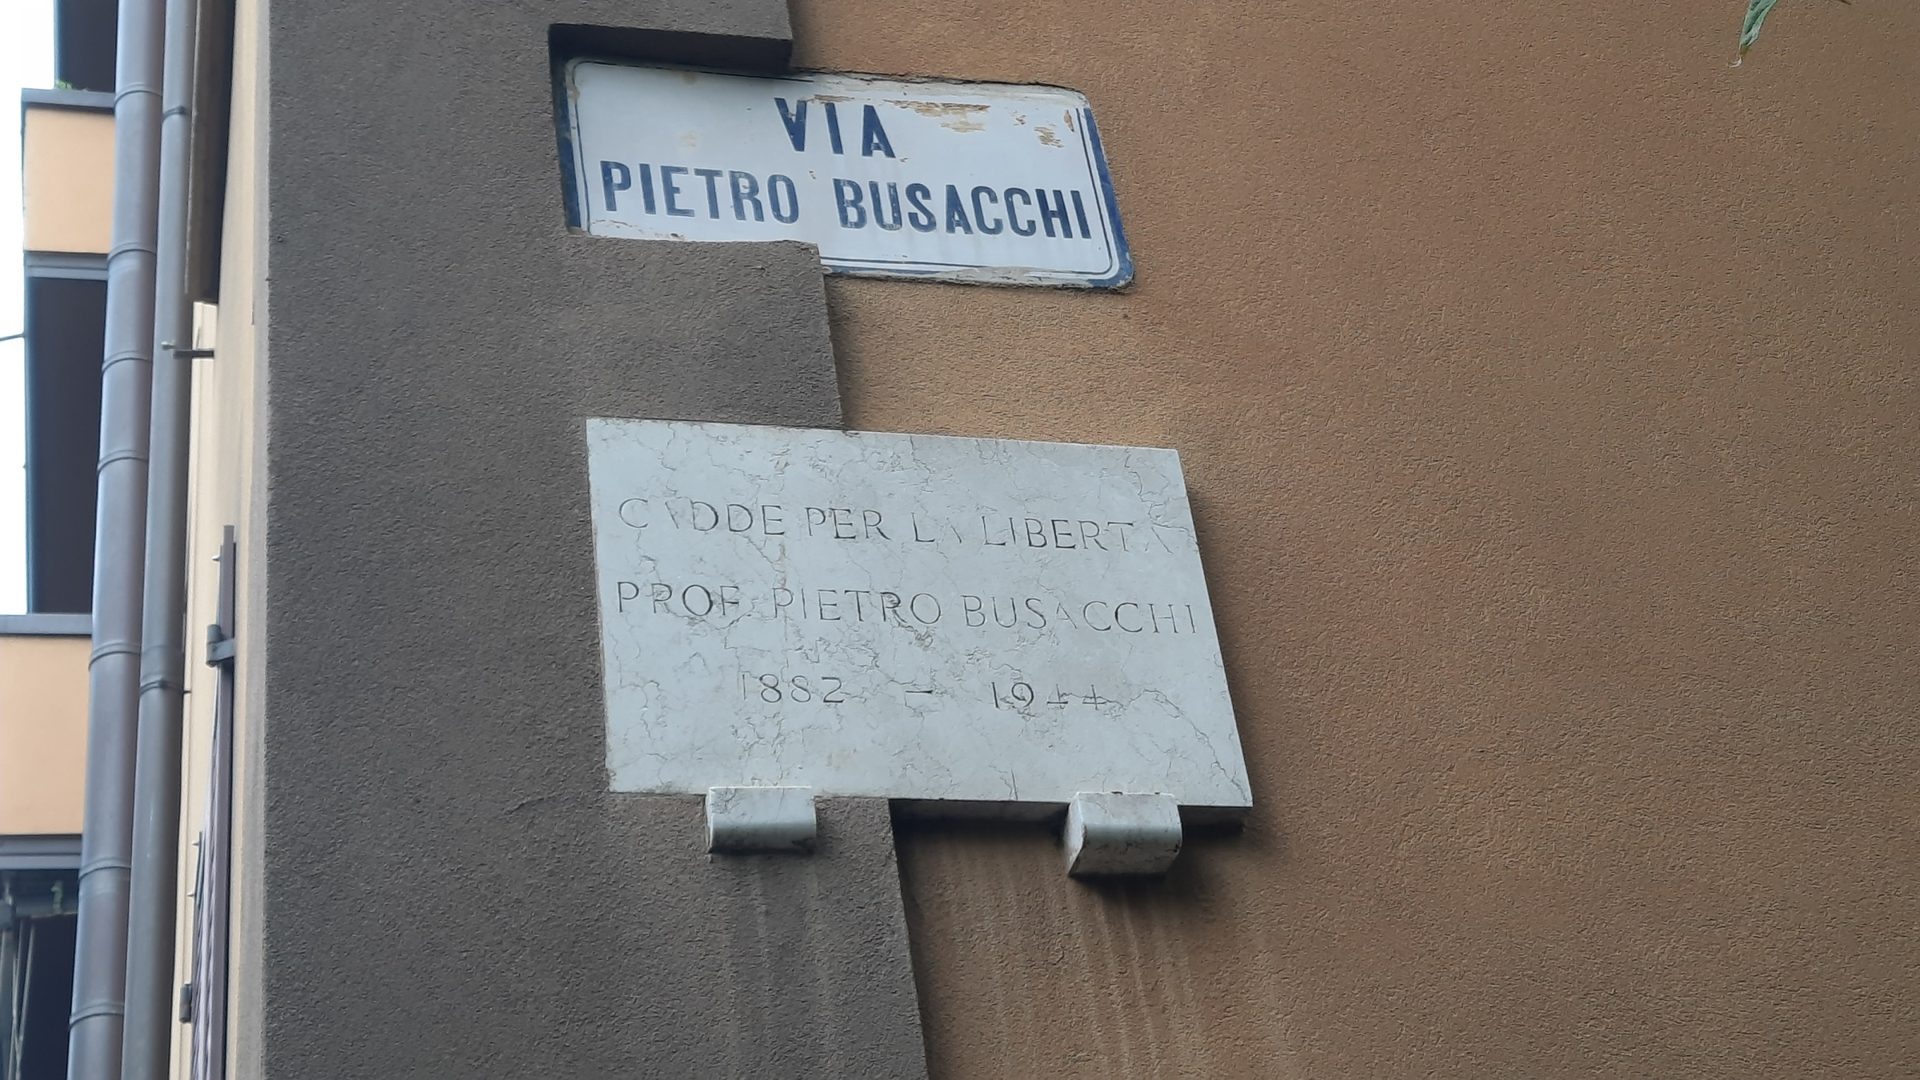 VIA
PIETRO BUSACCHI
CADDE PER LA LIBERTA
PROF. PIETRO BUSACCHI
1882 - 1944